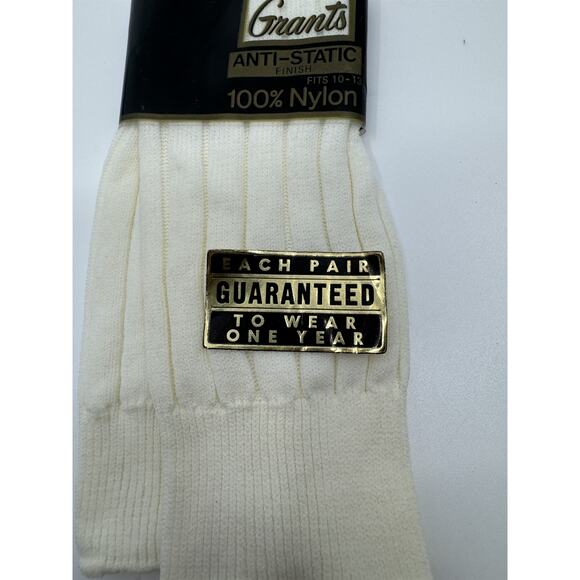 Grants
ANTI-STATIC
FINISH
FITS 10-13
100% Nylon
EACH PAIR
GUARANTEED
TO WEAR
ONE YEAR